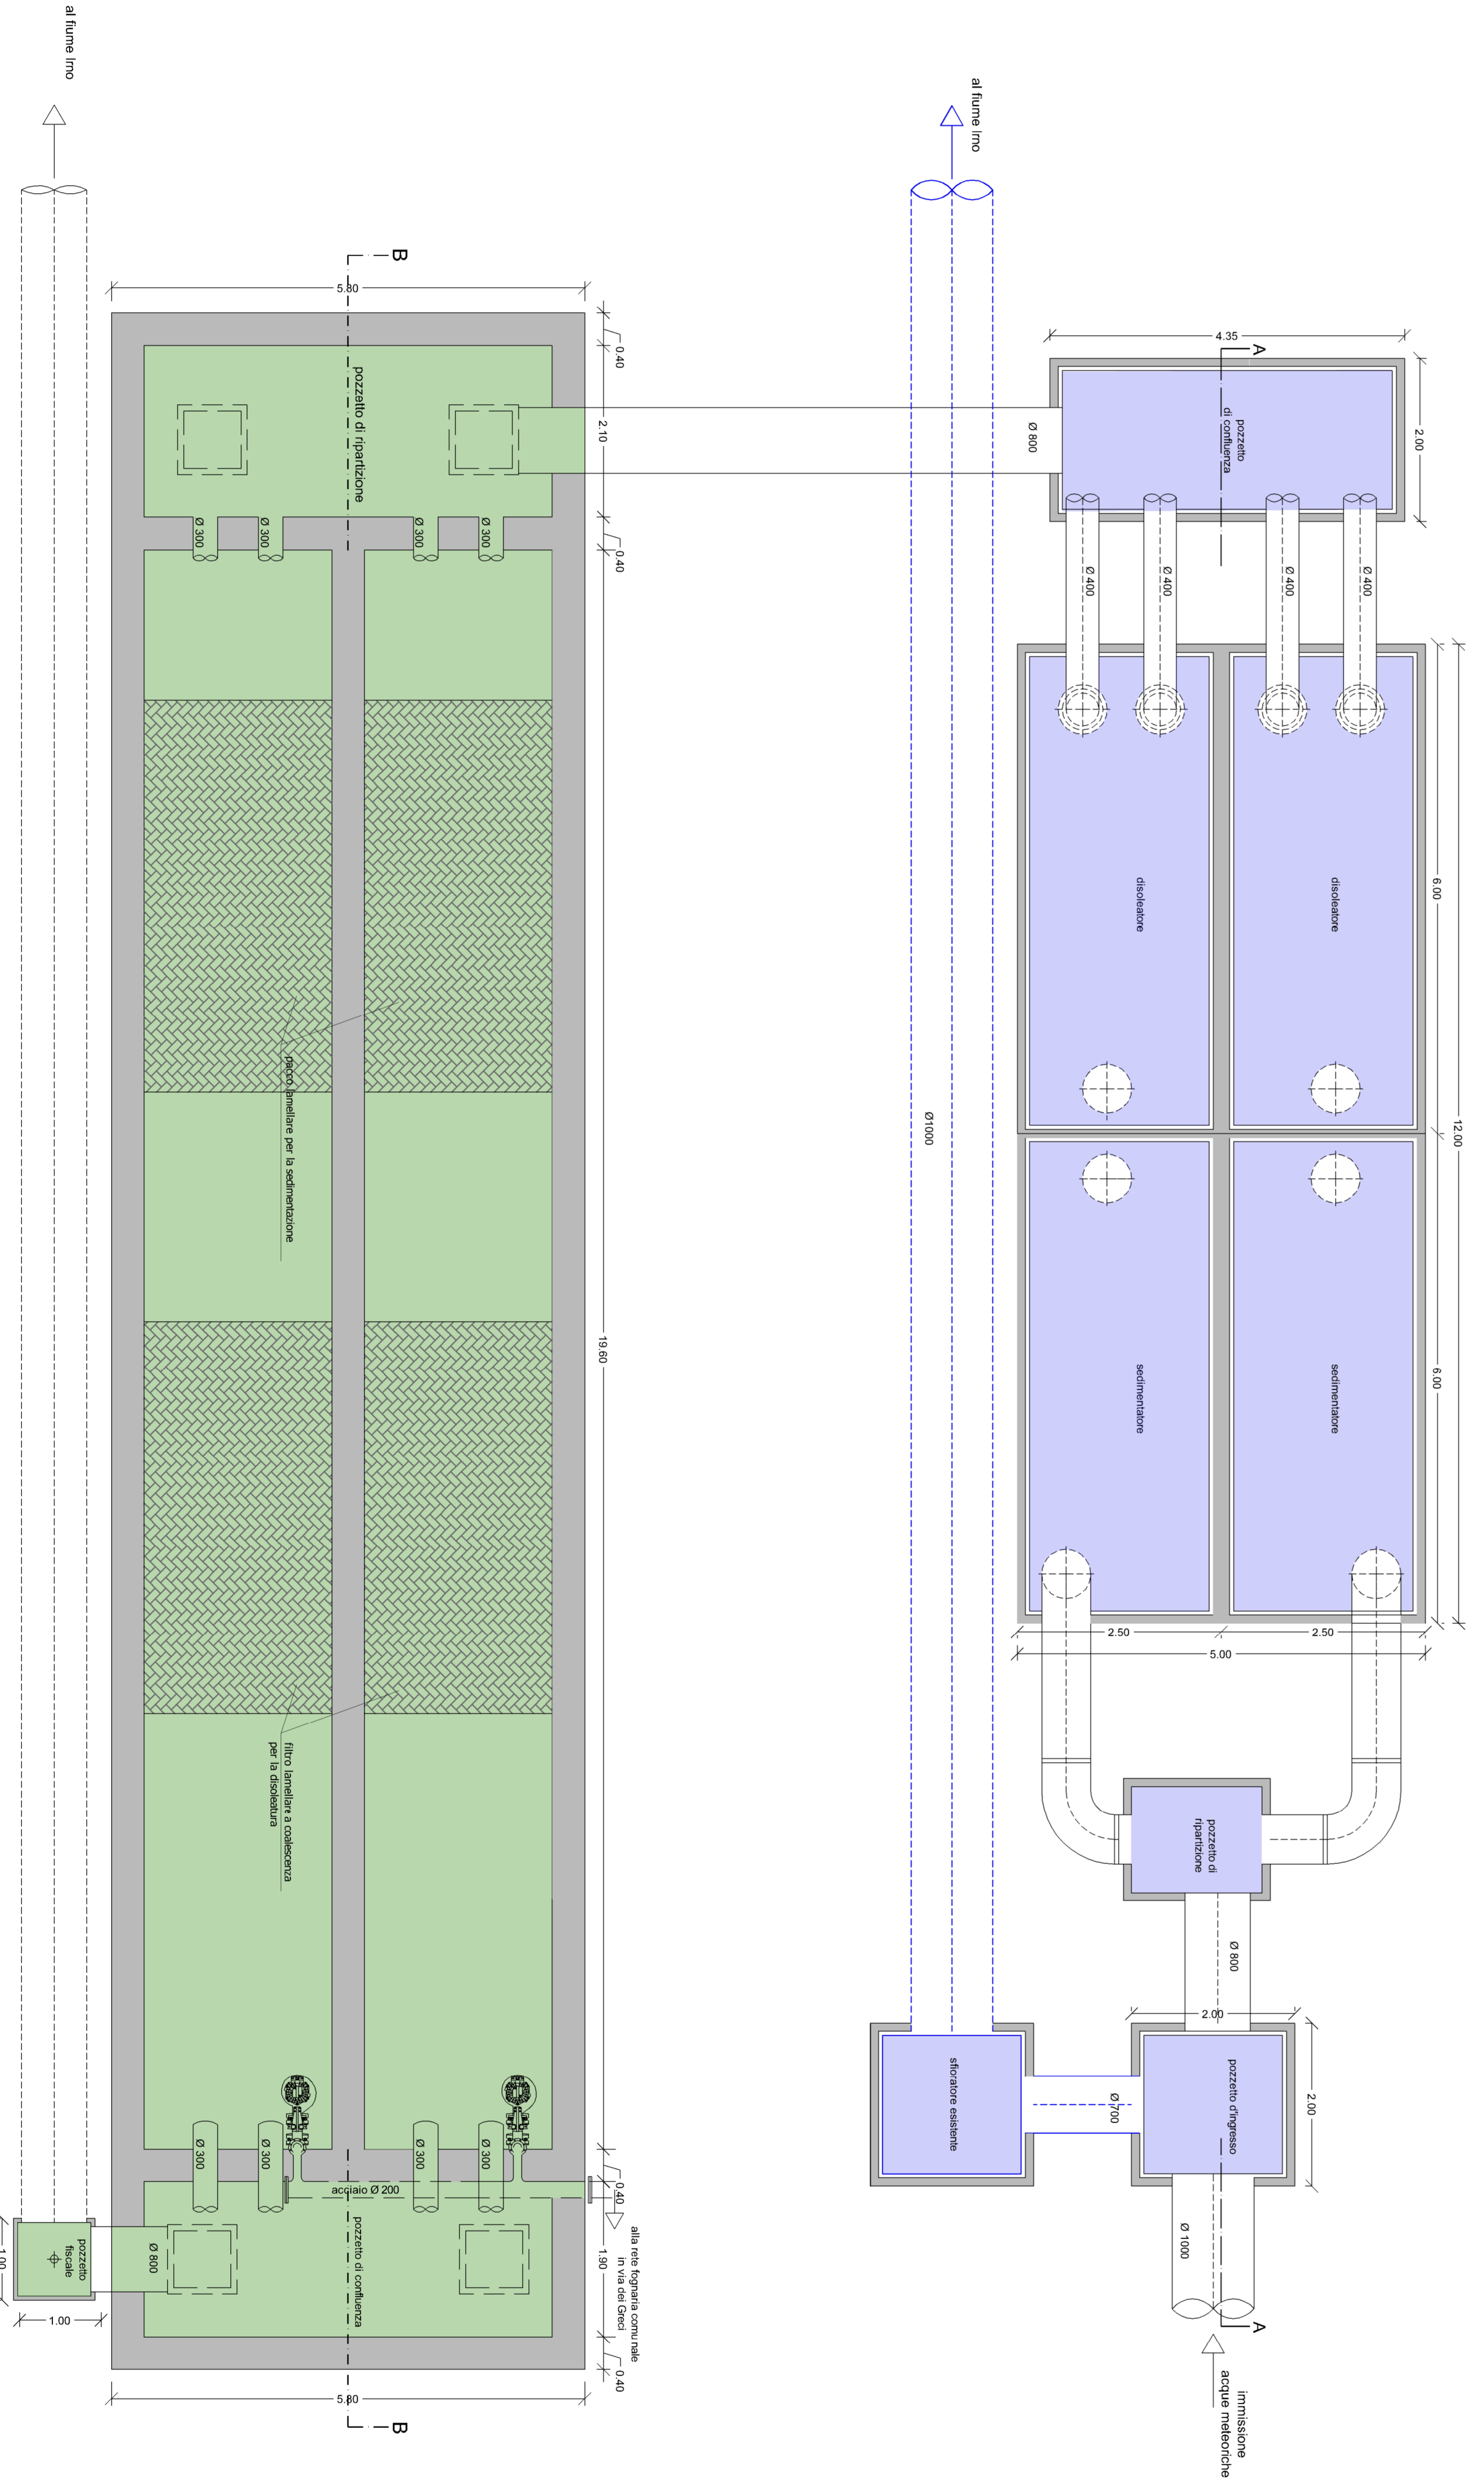 al fiume Irno
al fiume Irno
B
5.80
0.40
2.10
0.40
19.60
0.40
1.90
0.40
5.80
B
pozzetto di ripartizione
Ø 300
Ø 300
Ø 300
Ø 300
pacco lamellare per la sedimentazione
filtro lamellare a coalescenza
per la disoleatura
Ø 300
Ø 300
Ø 300
Ø 300
acciaio Ø 200
pozzetto di confluenza
alla rete fognaria comunale
in via dei Greci
Ø 800
pozzetto
fiscale
1.00
1.00
4.35
A
2.00
pozzetto
di confluenza
Ø 800
Ø 400
Ø 400
Ø 400
Ø 400
6.00
12.00
6.00
disoleatore
disoleatore
sedimentatore
sedimentatore
Ø1000
2.50
2.50
5.00
pozzetto di
ripartizione
Ø 800
2.00
2.00
pozzetto d'ingresso
Ø 700
sfioratore esistente
Ø 1000
A
immissione
acque meteoriche